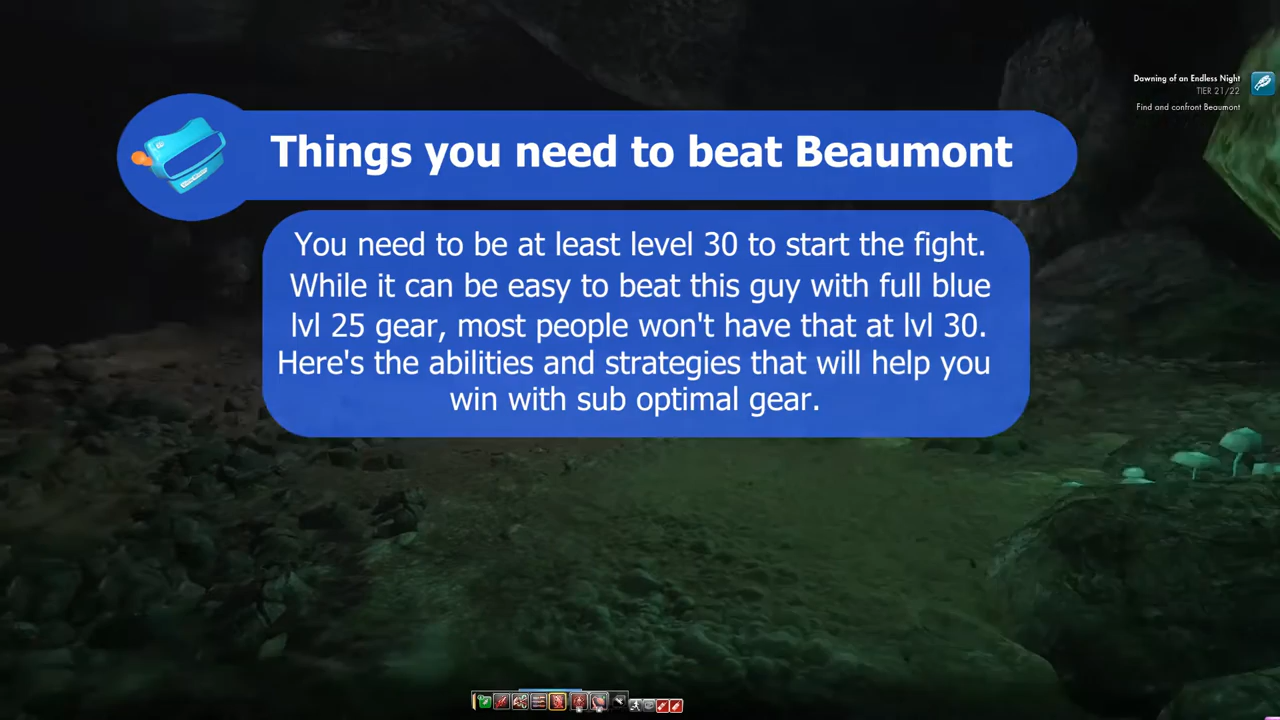 Dawning of an Endless Night
TIER 21/22
Find and confront Beaumont
Things you need to beat Beaumont
You need to be at least level 30 to start the fight.
While it can be easy to beat this guy with full blue
lvl 25 gear, most people won't have that at lvl 30.
Here's the abilities and strategies that will help you
win with sub optimal gear.